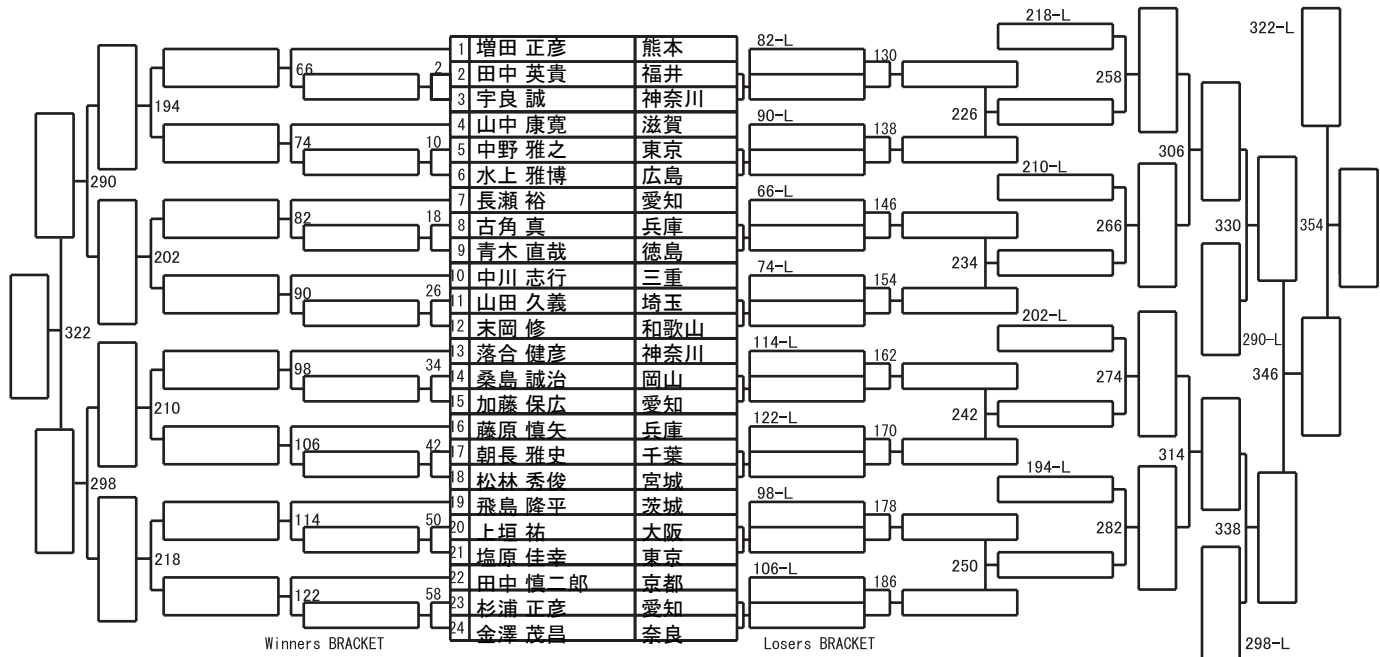 218-L
322-L
1 増田 正彦 熊本
82-L
130
66
2
2 田中 英貴 福井
258
194
3 宇良 誠 神奈川
226
4 山中 康寛 滋賀
90-L
138
74
10
5 中野 雅之 東京
306
6 水上 雅博 広島
210-L
290
7 長瀬 裕 愛知
66-L
146
82
18
8 古角 真 兵庫
266
330
354
202
9 青木 直哉 徳島
234
10 中川 志行 三重
74-L
154
90
26
11 山田 久義 埼玉
12 末岡 修 和歌山
202-L
322
290-L
13 落合 健彦 神奈川
114-L
162
98
34
14 桑島 誠治 岡山
274
346
210
15 加藤 保広 愛知
242
16 藤原 慎矢 兵庫
122-L
170
106
42
17 朝長 雅史 千葉
314
18 松林 秀俊 宮城
194-L
298
19 飛島 隆平 茨城
98-L
178
114
50
20 上垣 祐 大阪
282
338
218
21 塩原 佳幸 東京
250
22 田中 慎二郎 京都
106-L
186
122
58
23 杉浦 正彦 愛知
24 金澤 茂昌 奈良
Winners BRACKET
Losers BRACKET
298-L